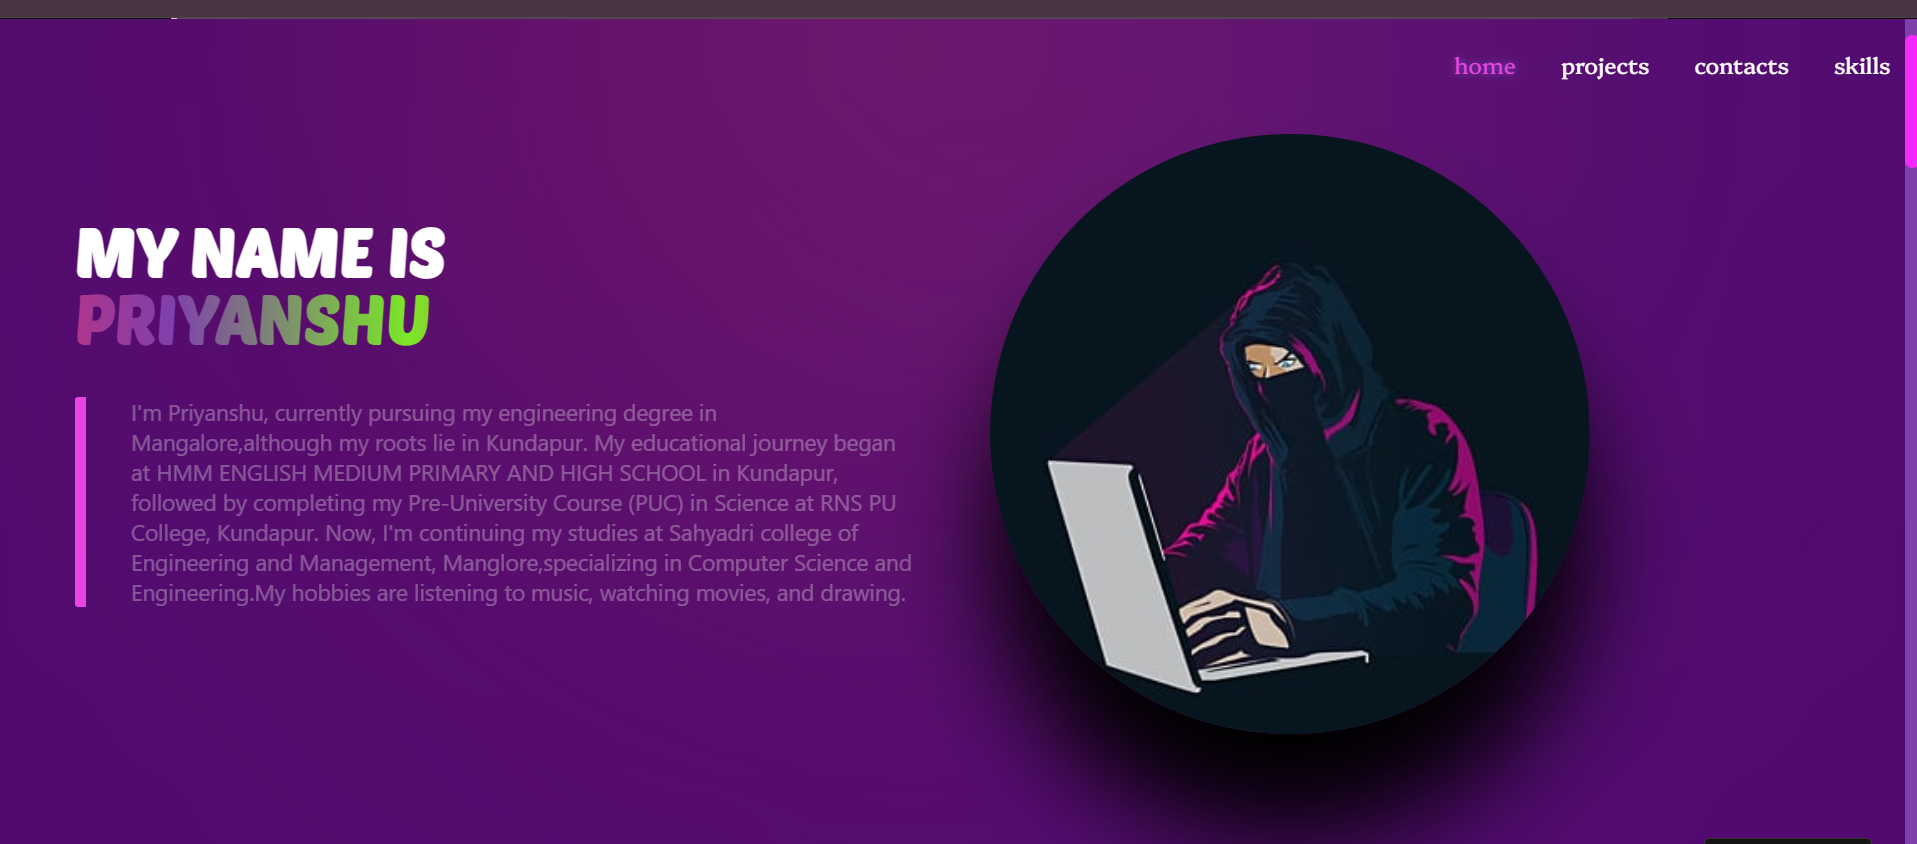 home projects contacts skills
MY NAME IS
PRIYANSHU
I'm Priyanshu, currently pursuing my engineering degree in
Mangalore,although my roots lie in Kundapur. My educational journey began
at HMM ENGLISH MEDIUM PRIMARY AND HIGH SCHOOL in Kundapur,
followed by completing my Pre-University Course (PUC) in Science at RNS PU
College, Kundapur. Now, I'm continuing my studies at Sahyadri college of
Engineering and Management, Manglore,specializing in Computer Science and
Engineering.My hobbies are listening to music, watching movies, and drawing.